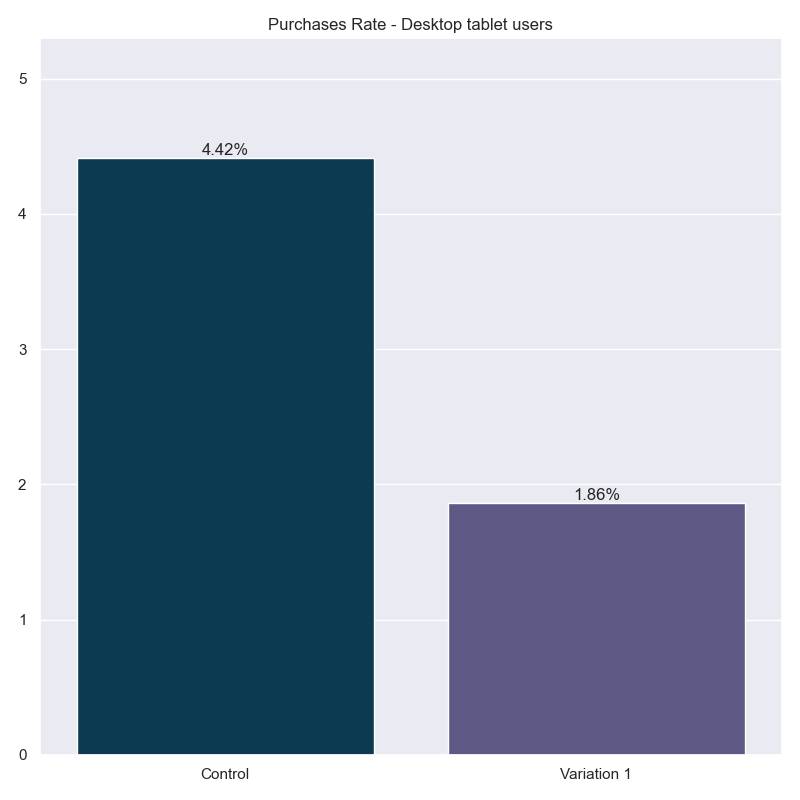 Purchases Rate - Desktop tablet users
5
4.42%
4
3
2
1.86%
1
0
Control
Variation 1